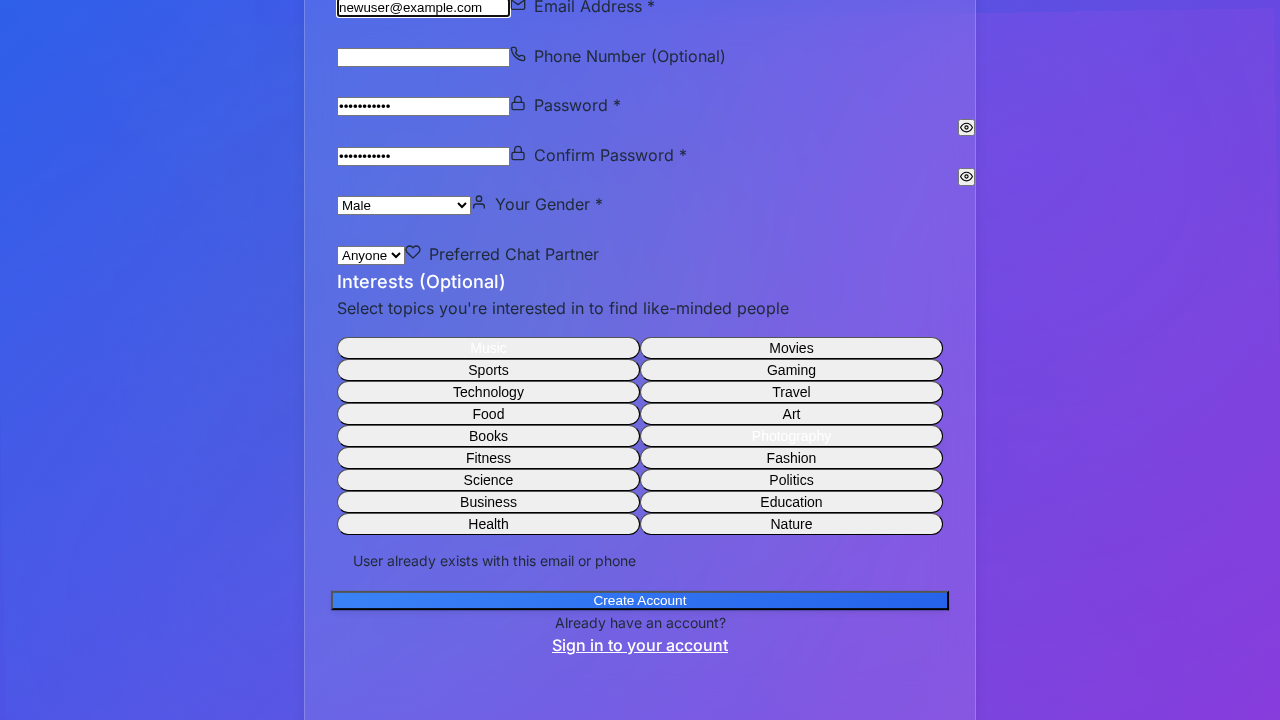 newuser@example.com Email Address *
Phone Number (Optional)
••••••••••• Password *
••••••••••• Confirm Password *
Male Your Gender *
Anyone Preferred Chat Partner
Interests (Optional)
Select topics you're interested in to find like-minded people
Music Movies
Sports Gaming
Technology Travel
Food Art
Books Photography
Fitness Fashion
Science Politics
Business Education
Health Nature
User already exists with this email or phone
Create Account
Already have an account?
Sign in to your account